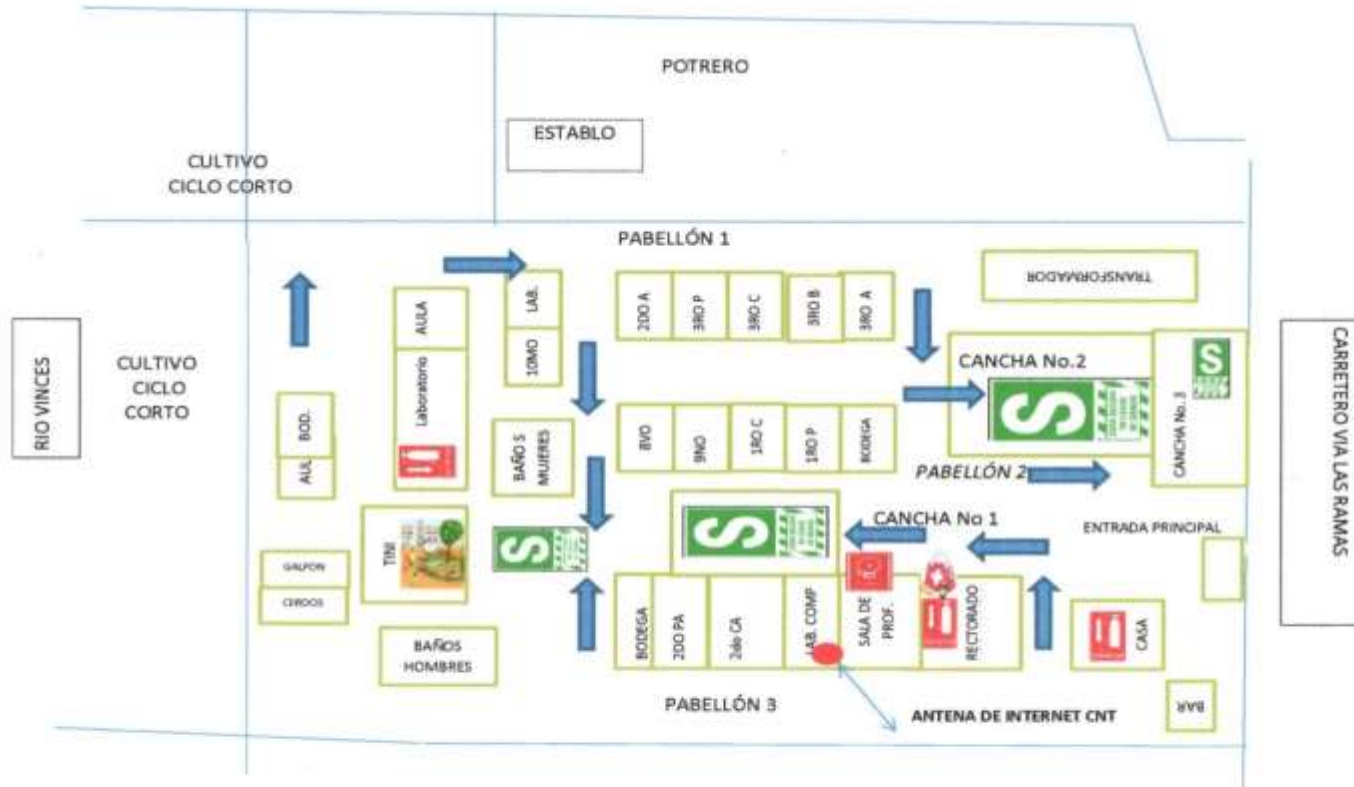 POTRERO
ESTABLO
CULTIVO
CICLO CORTO
PABELLÓN 1
TRANSFORMADOR
RIO VINCES
CULTIVO
CICLO
CORTO
AUL
BOD.
Laboratorio
AULA
10MO
LAB.
2DO A
3RO P
3RO C
3RO B
3RO A
CANCHA No.2
S
CANCHA No. 3
S
CARRETERO VIA LAS RAMAS
BAÑO S
MUJERES
8VO
9NO
1RO C
1RO P
BODEGA
PABELLÓN 2
CANCHA No 1
S
ENTRADA PRINCIPAL
TINI
S
GALPON
CERDOS
BAÑOS
HOMBRES
BODEGA
2DO PA
2do CA
LAB. COMP
SALA DE
PROF.
RECTORADO
CASA
BAR
PABELLÓN 3
ANTENA DE INTERNET CNT